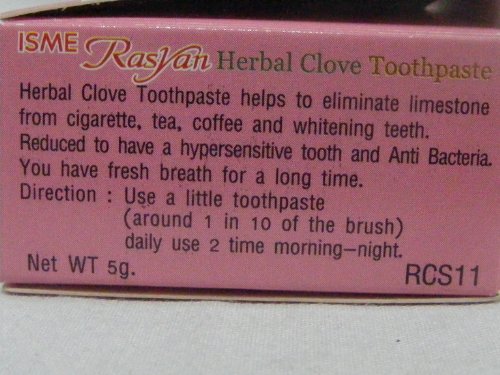 ISME Rasyan Herbal Clove Toothpaste
Herbal Clove Toothpaste helps to eliminate limestone
from cigarette, tea, coffee and whitening teeth.
Reduced to have a hypersensitive tooth and Anti Bacteria.
You have fresh breath for a long time.
Direction : Use a little toothpaste
(around 1 in 10 of the brush)
daily use 2 time morning–night.
Net WT 5g.
RCS11